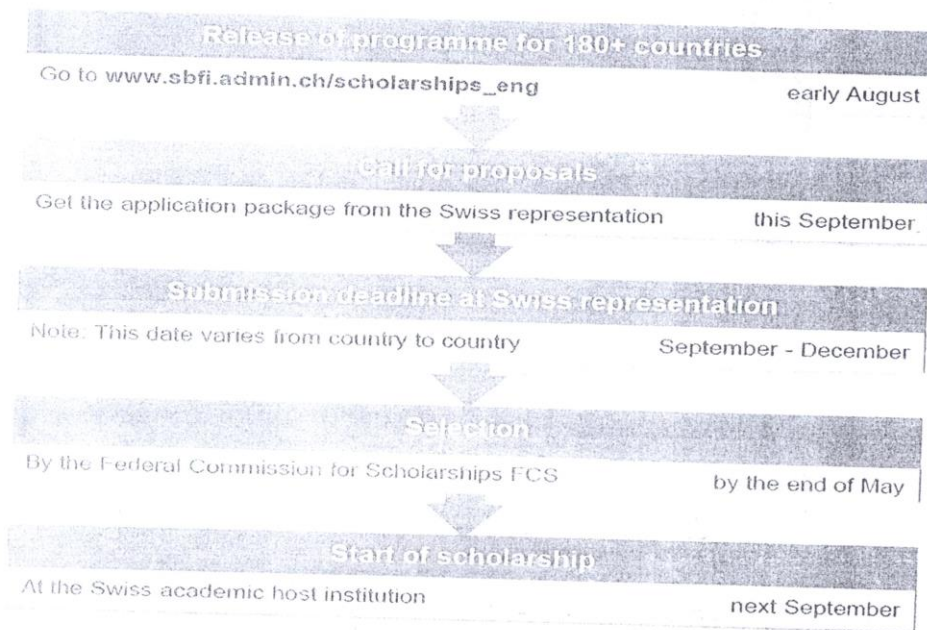 Release of programme for 180+ countries
Go to www.sbfi.admin.ch/scholarships_eng early August
Call for proposals
Get the application package from the Swiss representation this September
Submission deadline at Swiss representation
Note: This date varies from country to country September - December
Selection
By the Federal Commission for Scholarships FCS by the end of May
Start of scholarship
At the Swiss academic host institution next September